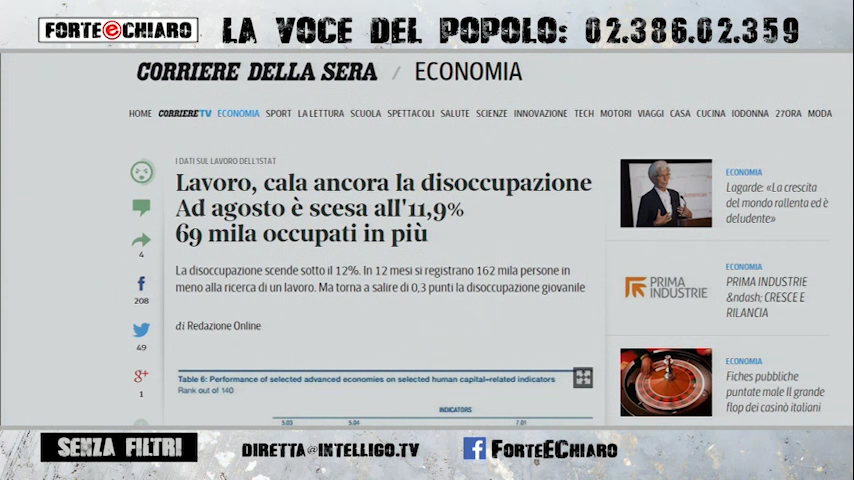 FORTE e CHIARO
LA VOCE DEL POPOLO: 02.386.02.359
CORRIERE DELLA SERA / ECONOMIA
HOME CORRIERETV ECONOMIA SPORT LA LETTURA SCUOLA SPETTACOLI SALUTE SCIENZE INNOVAZIONE TECH MOTORI VIAGGI CASA CUCINA IODONNA 27ORA MODA
I DATI SUL LAVORO DELL'ISTAT
Lavoro, cala ancora la disoccupazione
Ad agosto è scesa all'11,9%
69 mila occupati in più
La disoccupazione scende sotto il 12%. In 12 mesi si registrano 162 mila persone in
meno alla ricerca di un lavoro. Ma torna a salire di 0,3 punti la disoccupazione giovanile
di Redazione Online
4
f
208
49
g+
1
Table 6: Performance of selected advanced economies on selected human capital-related indicators
Rank out of 140
INDICATORS
5.03 5.04 7.01
ECONOMIA
Lagarde: «La crescita
del mondo rallenta ed è
deludente»
PRIMA
INDUSTRIE
ECONOMIA
PRIMA INDUSTRIE
&ndash; CRESCE E
RILANCIA
ECONOMIA
Fiches pubbliche
puntate male Il grande
flop dei casinò italiani
SENZA FILTRI
DIRETTA@INTELLIGO.TV
f FORTEECHIARO